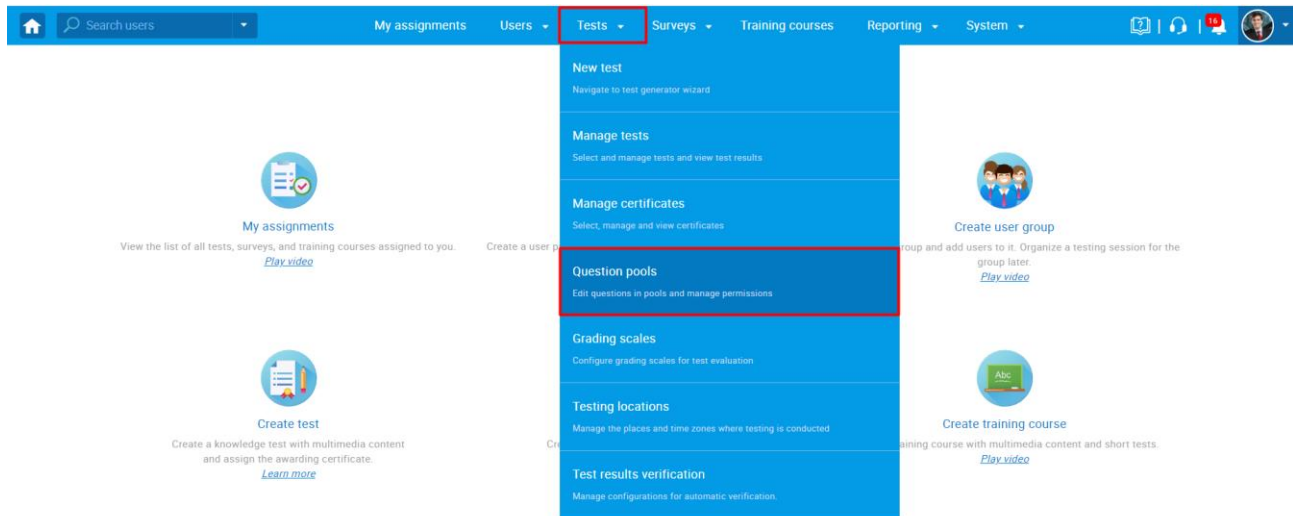 Search users
My assignments Users Tests Surveys Training courses Reporting System
16
New test
Navigate to test generator wizard
Manage tests
Select and manage tests and view test results
Manage certificates
Select, manage and view certificates
Question pools
Edit questions in pools and manage permissions
Grading scales
Configure grading scales for test evaluation
Testing locations
Manage the places and time zones where testing is conducted
Test results verification
Manage configurations for automatic verification.
My assignments
View the list of all tests, surveys, and training courses assigned to you.
Play video
Create a user p
Create user group
roup and add users to it. Organize a testing session for the
group later.
Play video
Create test
Create a knowledge test with multimedia content
and assign the awarding certificate.
Learn more
Cre
Abc
Create training course
aining course with multimedia content and short tests.
Play video